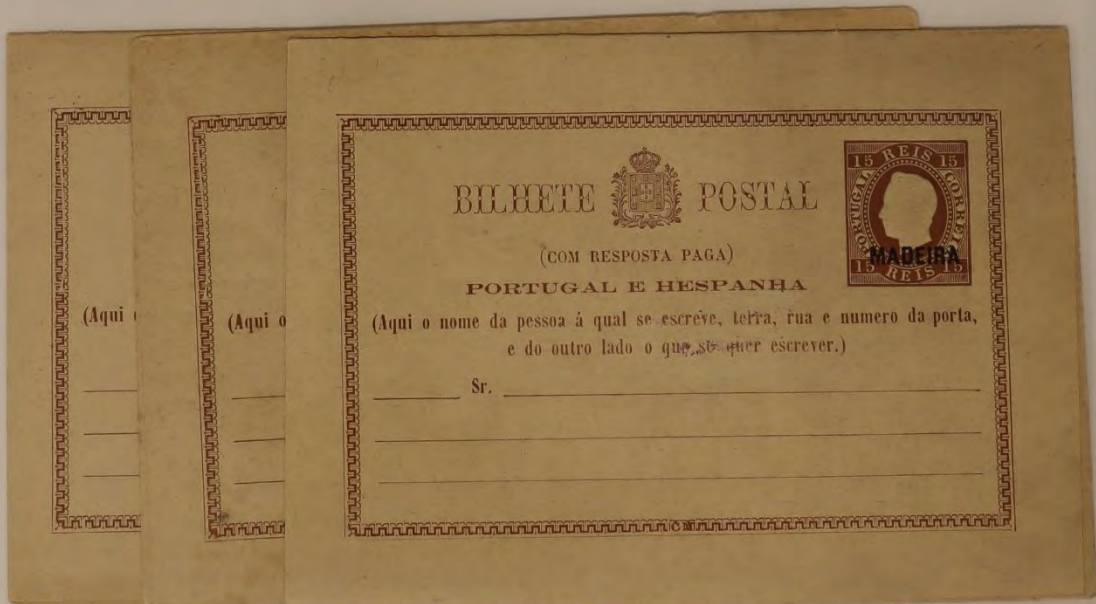 BILHETE POSTAL
15 REIS 15
PORTUGAL CORREIO
MADEIRA
15 REIS 15
(COM RESPOSTA PAGA)
PORTUGAL E HESPANHA
(Aqui o nome da pessoa á qual se escreve, terra, rua e numero da porta,
e do outro lado o que se quer escrever.)
Sr.
(Aqui
(Aqui o